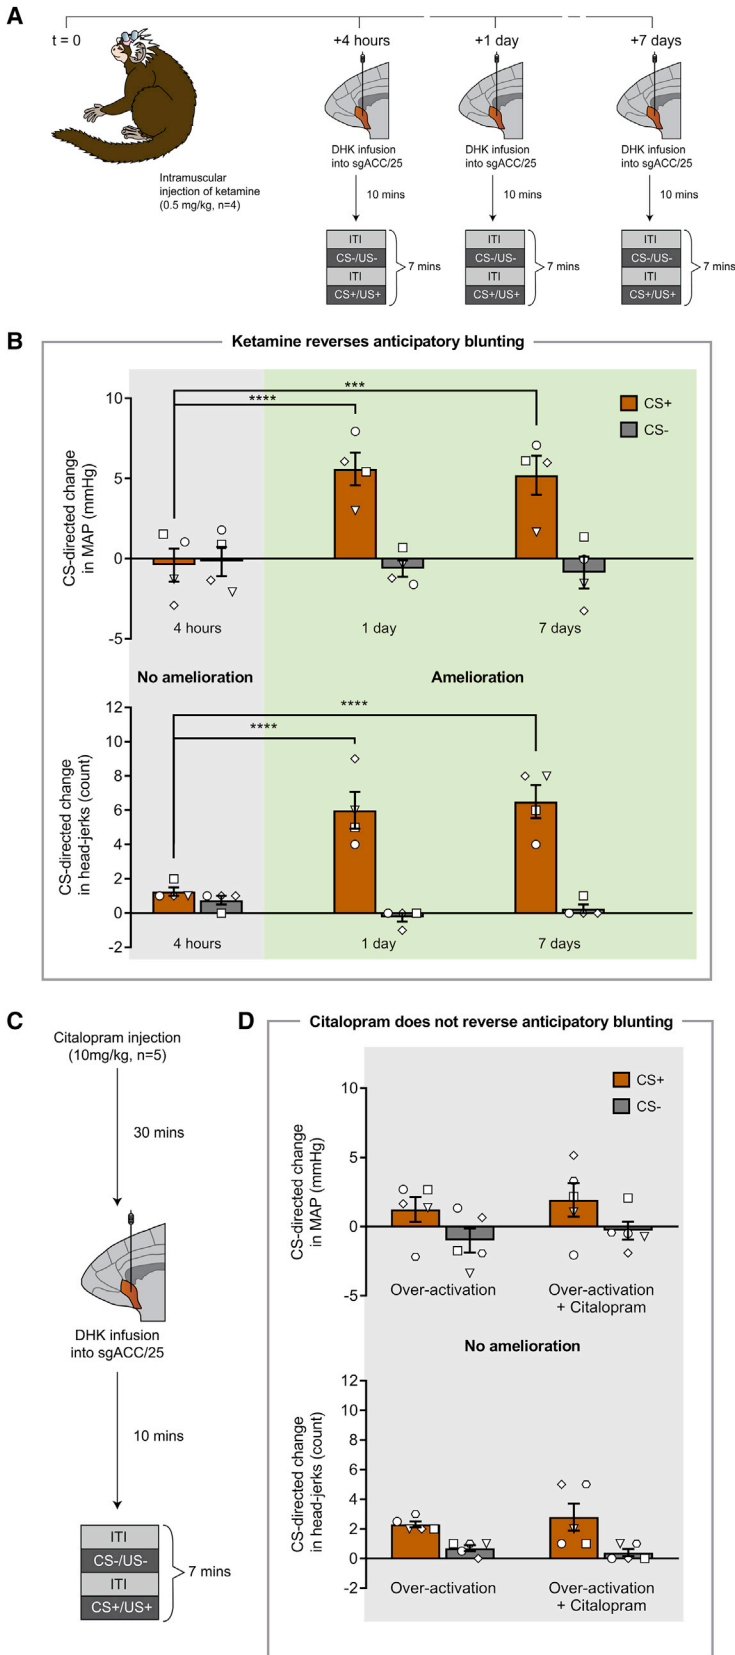 A
t = 0
+4 hours
+1 day
+7 days
Intramuscular
injection of ketamine
(0.5 mg/kg, n=4)
DHK infusion
into sgACC/25
10 mins
ITI
CS-/US-
ITI
CS+/US+
7 mins
DHK infusion
into sgACC/25
10 mins
ITI
CS-/US-
ITI
CS+/US+
7 mins
DHK infusion
into sgACC/25
10 mins
ITI
CS-/US-
ITI
CS+/US+
7 mins
B
Ketamine reverses anticipatory blunting
CS-directed change
in MAP (mmHg)
10
5
0
-5
***
****
CS+
CS-
4 hours
1 day
7 days
No amelioration
Amelioration
CS-directed change
in head-jerks (count)
12
10
8
6
4
2
0
-2
****
****
4 hours
1 day
7 days
C
Citalopram injection
(10mg/kg, n=5)
30 mins
DHK infusion
into sgACC/25
10 mins
ITI
CS-/US-
ITI
CS+/US+
7 mins
D
Citalopram does not reverse anticipatory blunting
CS-directed change
in MAP (mmHg)
10
5
0
-5
CS+
CS-
Over-activation
Over-activation
+ Citalopram
No amelioration
CS-directed change
in head-jerks (count)
12
10
8
6
4
2
0
-2
Over-activation
Over-activation
+ Citalopram